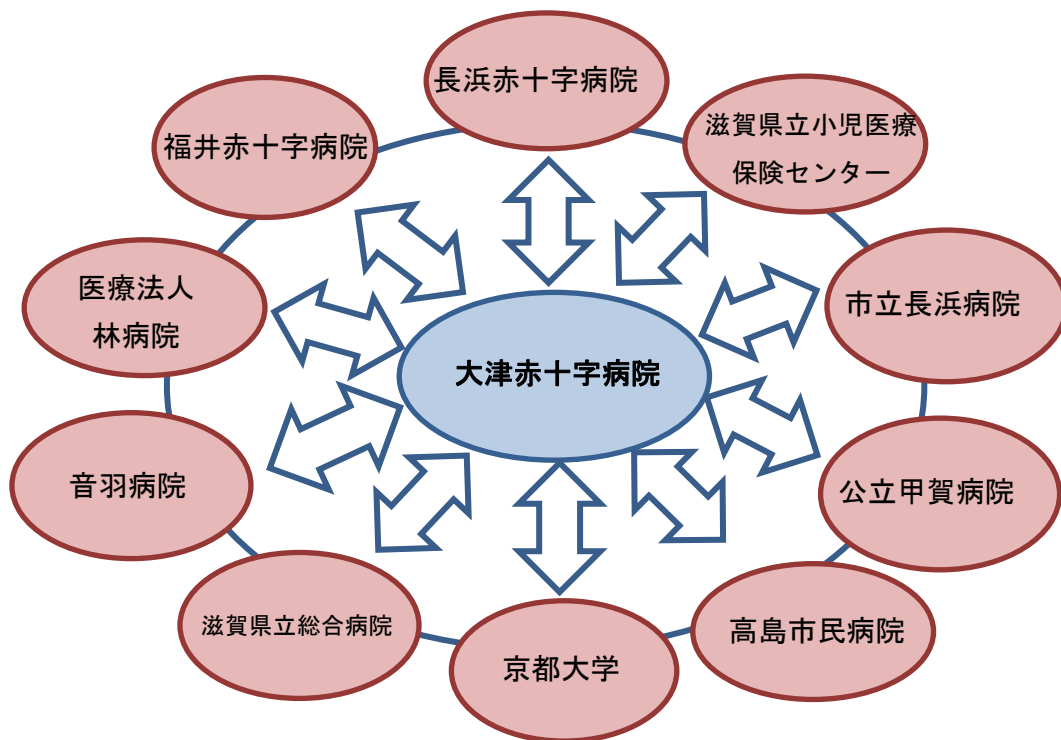 長浜赤十字病院
滋賀県立小児医療
保険センター
福井赤十字病院
医療法人
林病院
市立長浜病院
大津赤十字病院
音羽病院
公立甲賀病院
滋賀県立総合病院
高島市民病院
京都大学